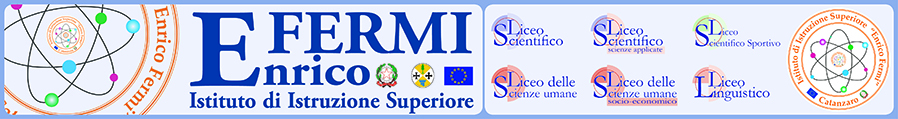 Enrico Fermi
E FERMI
Enrico
Istituto di Istruzione Superiore
Liceo
Scientifico
Liceo
Scientifico
scienze applicate
Liceo
Scientifico Sportivo
Liceo delle
Scienze umane
Liceo delle
Scienze umane
socio-economico
Liceo
Linguistico
Istituto di Istruzione Superiore "Enrico Fermi"
Catanzaro